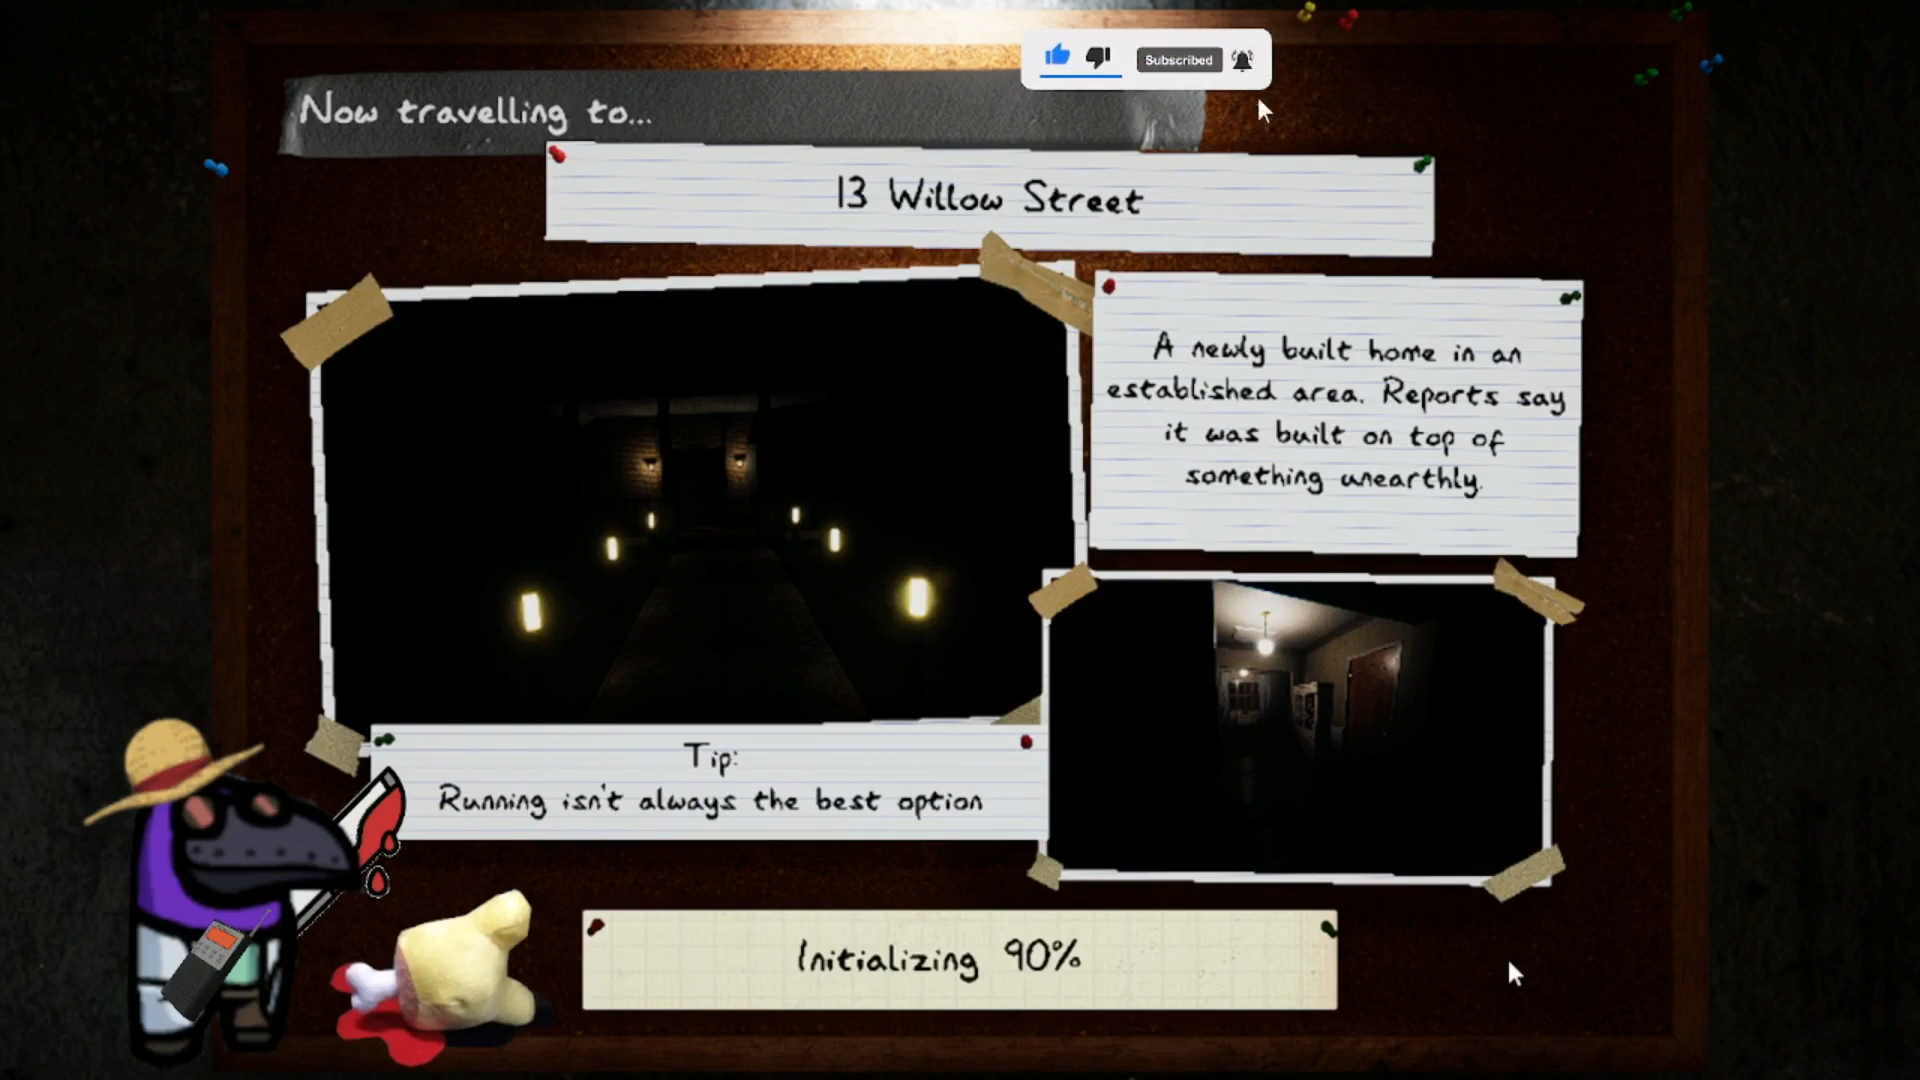 Subscribed
Now travelling to...
13 Willow Street
A newly built home in an
established area. Reports say
it was built on top of
something unearthly.
Tip:
Running isn't always the best option
Initializing 90%